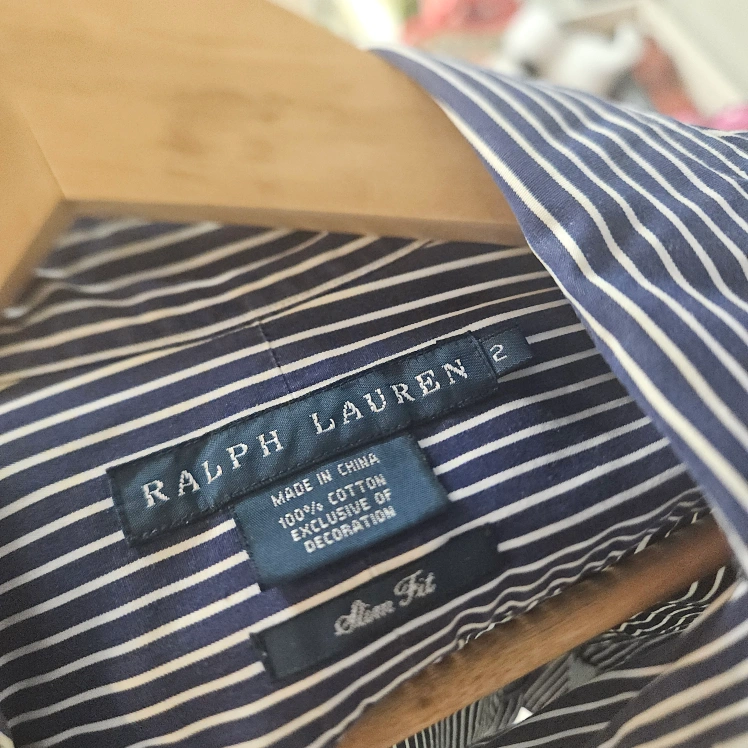 RALPH LAUREN
2
MADE IN CHINA
100% COTTON
EXCLUSIVE OF
DECORATION
Slim Fit